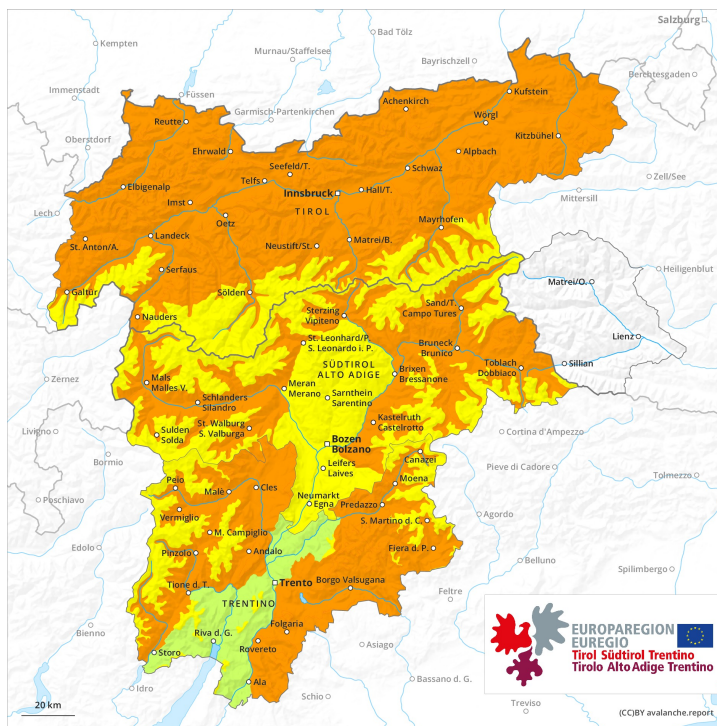 Salzburg
Kempten
Bad Tölz
Murnau/Staffelsee
Bayrischzell
Berchtesgaden
Immenstadt
Füssen
Garmisch-Partenkirchen
Achenkirch
Kufstein
Reutte
Wörgl
Oberstdorf
Kitzbühel
Ehrwald
Alpbach
Seefeld/T.
Schwaz
Zell/See
Telfs
Elbigenalp
Innsbruck
Hall/T.
Mittersill
Imst
TIROL
Lech
Oetz
Mayrhofen
Landeck
St. Anton/A.
Neustift/St.
Matrei/B.
Serfaus
Heiligenblut
Galtür
Sölden
Matrei/O.
Sand/T.
Campo Tures
Nauders
Sterzing
Vipiteno
Lienz
St. Leonhard/P.
S. Leonardo i. P.
Bruneck
Brunico
Sillian
SÜDTIROL
ALTO ADIGE
Toblach
Dobbiaco
Brixen
Bressanone
Zernez
Mals
Malles V.
Meran
Merano
Sarnthein
Sarentino
Schlanders
Silandro
St. Walburg
S. Valburga
Kastelruth
Castelrotto
Livigno
Sulden
Solda
Cortina d'Ampezzo
Bozen
Bolzano
Bormio
Canazei
Pieve di Cadore
Leifers
Laives
Tolmezzo
Peio
Cles
Moena
Poschiavo
Malè
Neumarkt
Egna
Predazzo
Vermiglio
Agordo
S. Martino d. C.
M. Campiglio
Edolo
Pinzolo
Andalo
Fiera d. P.
Belluno
Spilimbergo
Tione d. T.
Trento
Borgo Valsugana
Feltre
TRENTINO
Folgaria
Bienno
Riva d. G.
Rovereto
Asiago
Storo
Ala
Bassano d. G.
Idro
Schio
Treviso
EUROPAREGION
EUREGIO
Tirol Südtirol Trentino
Tirolo Alto Adige Trentino
20 km
(CC)BY avalanche.report